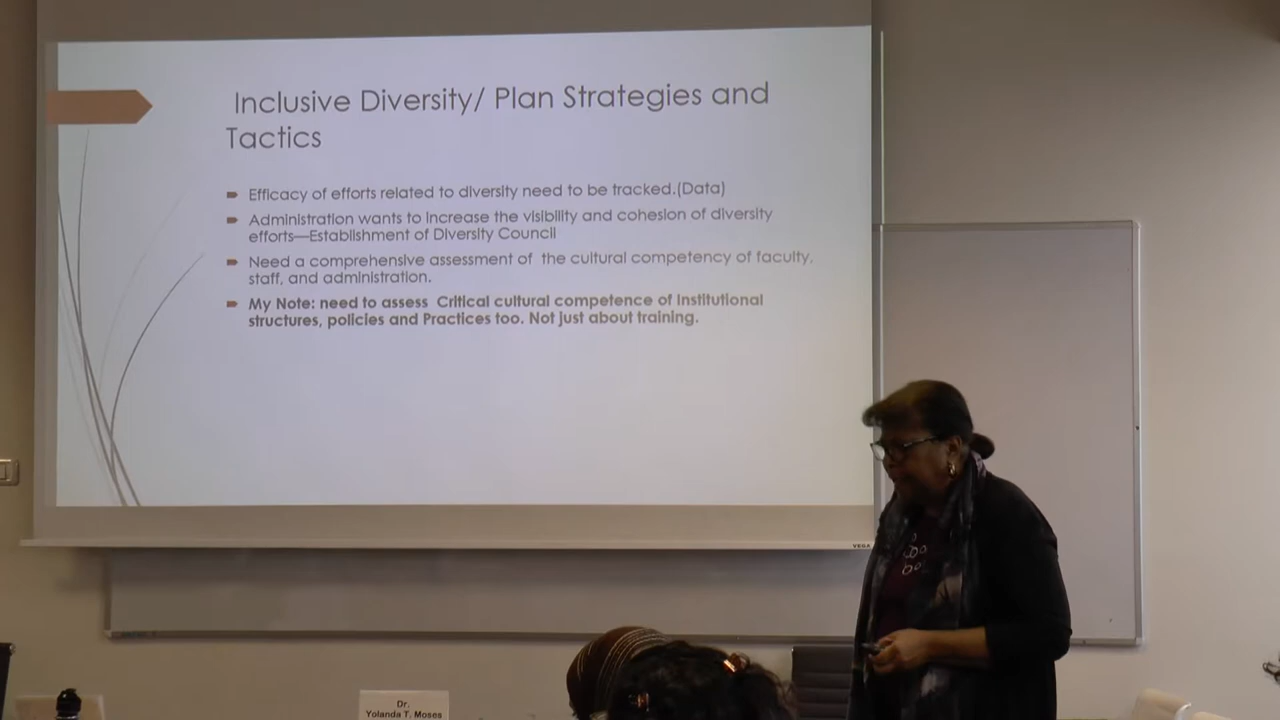 Inclusive Diversity/ Plan Strategies and
Tactics
Efficacy of efforts related to diversity need to be tracked.(Data)
Administration wants to increase the visibility and cohesion of diversity
efforts—Establishment of Diversity Council
Need a comprehensive assessment of the cultural competency of faculty,
staff, and administration.
My Note: need to assess Critical cultural competence of Institutional
structures, policies and Practices too. Not just about training.
VEGA
Dr.
Yolanda T. Moses